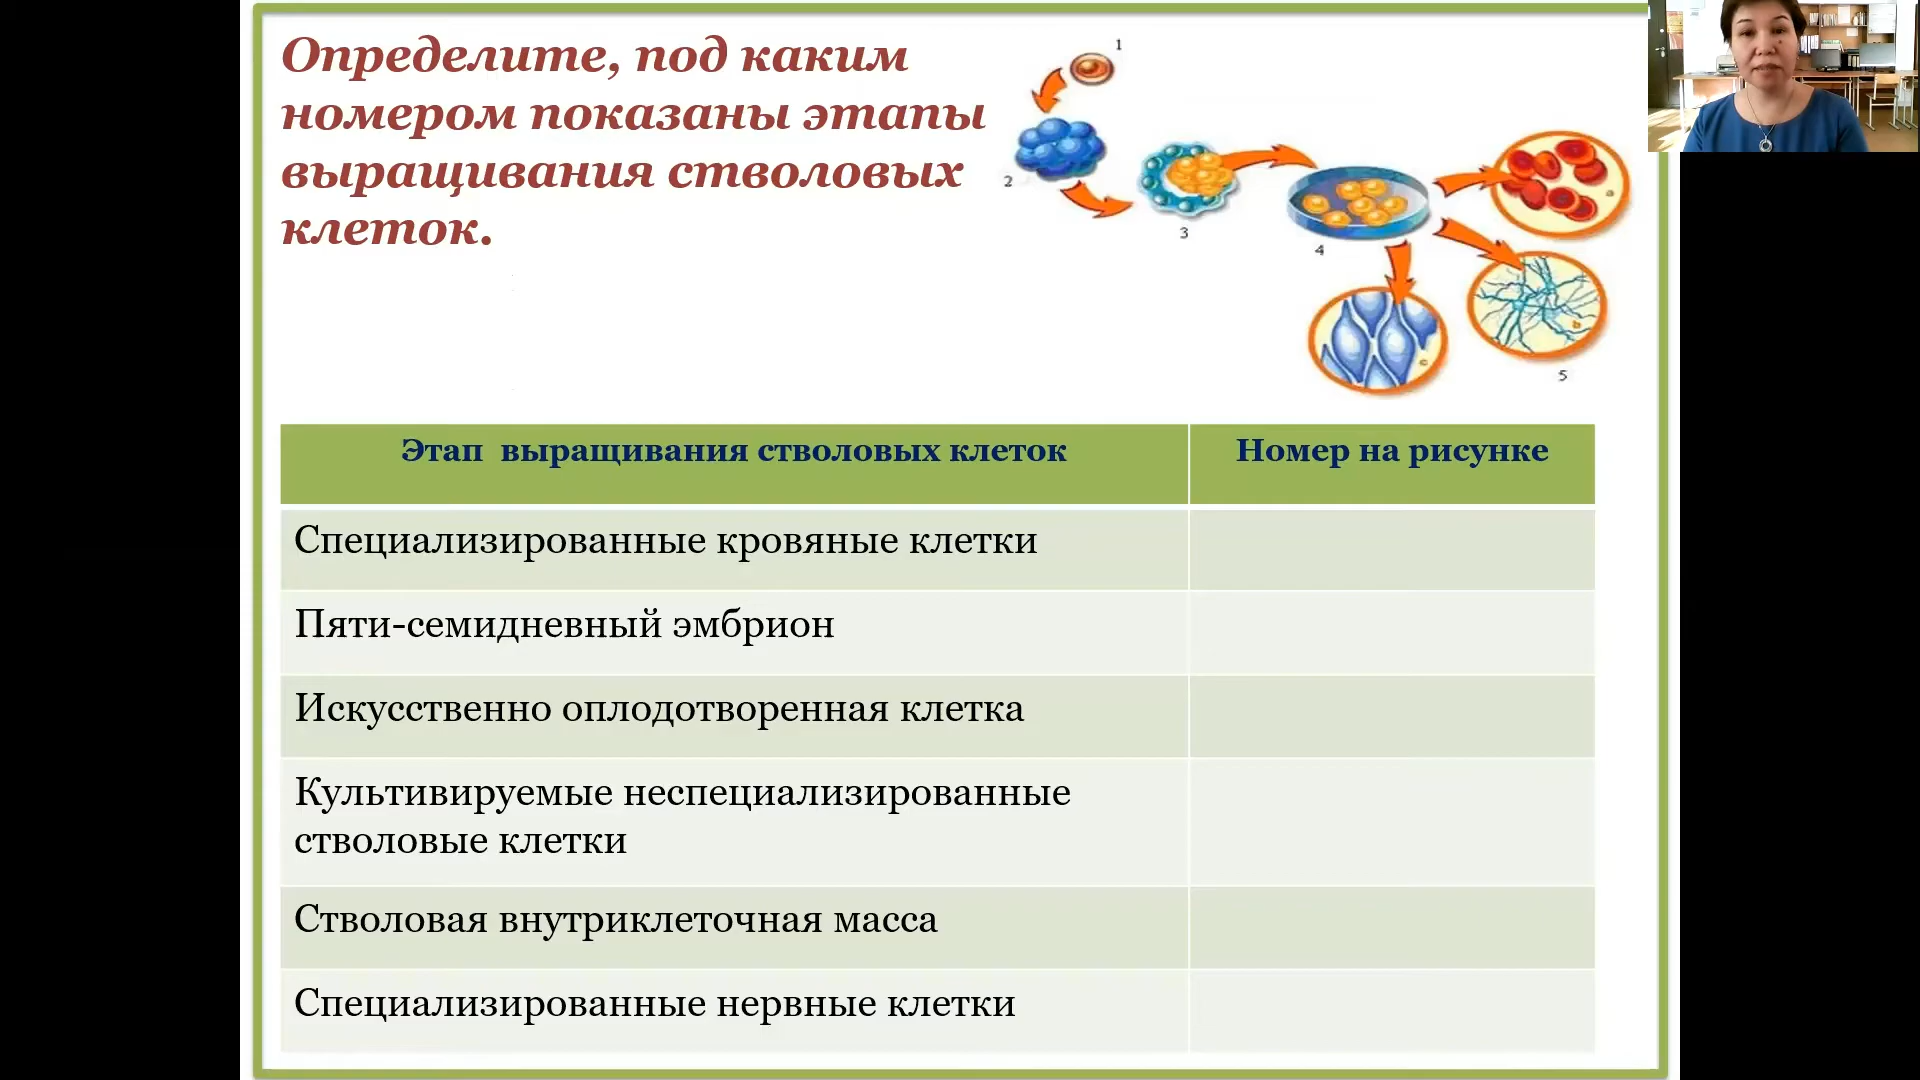 Определите, под каким
номером показаны этапы
выращивания стволовых
клеток.
1
2
3
4
a
b
c
5
Этап выращивания стволовых клеток
Номер на рисунке
Специализированные кровяные клетки
Пяти-семидневный эмбрион
Искусственно оплодотворенная клетка
Культивируемые неспециализированные
стволовые клетки
Стволовая внутриклеточная масса
Специализированные нервные клетки